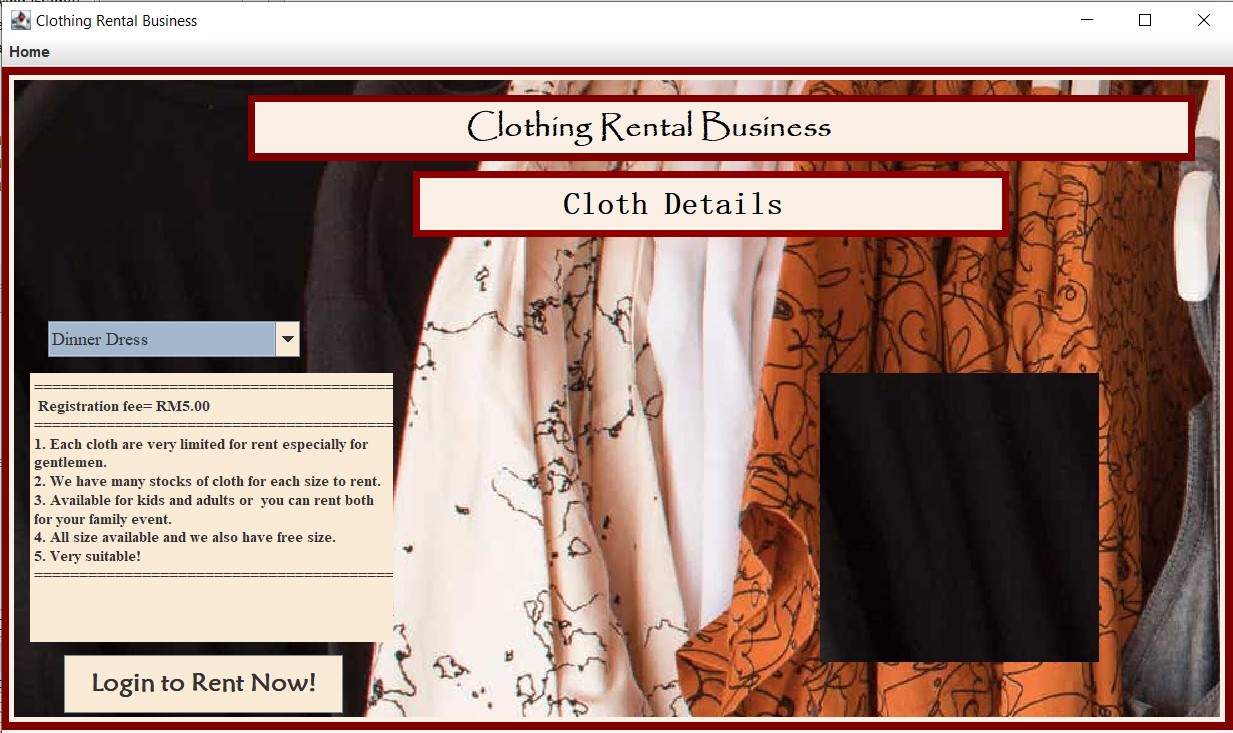 Clothing Rental Business
Home
Clothing Rental Business
Cloth Details
Dinner Dress
========================================
Registration fee= RM5.00
========================================
1. Each cloth are very limited for rent especially for
gentlemen.
2. We have many stocks of cloth for each size to rent.
3. Available for kids and adults or  you can rent both
for your family event.
4. All size available and we also have free size.
5. Very suitable!
========================================
Login to Rent Now!